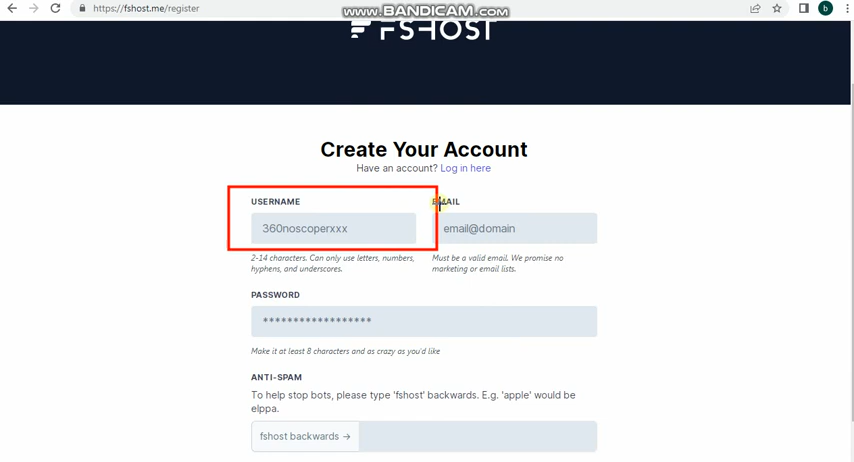 https://fshost.me/register
www.BANDICAM.com
b
FSHOST
Create Your Account
Have an account? Log in here
USERNAME
EMAIL
360noscoperxxx
email@domain
2-14 characters. Can only use letters, numbers,
hyphens, and underscores.
Must be a valid email. We promise no
marketing or email lists.
PASSWORD
******************
Make it at least 8 characters and as crazy as you'd like
ANTI-SPAM
To help stop bots, please type 'fshost' backwards. E.g. 'apple' would be
elppa.
fshost backwards →